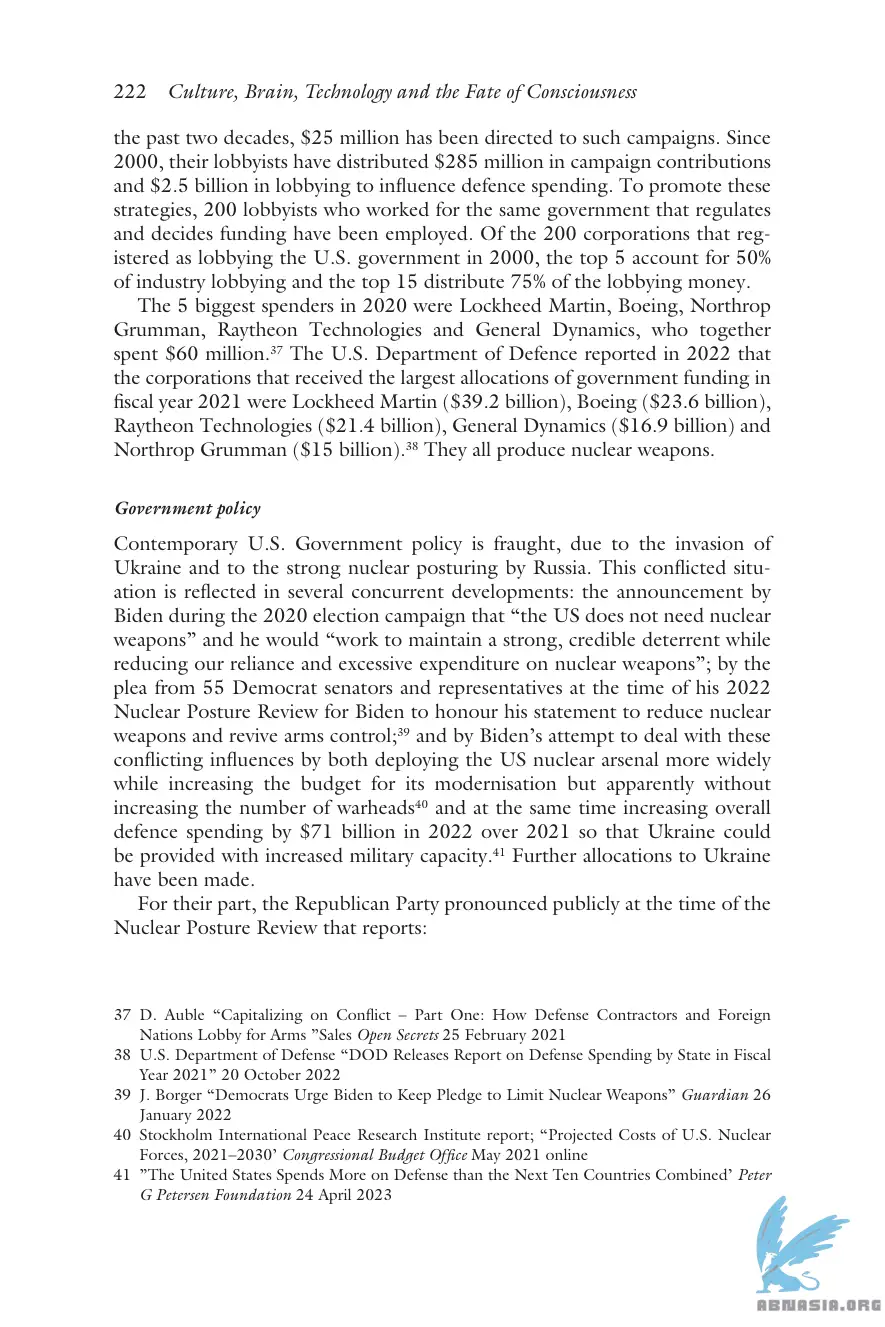 222 Culture, Brain, Technology and the Fate of Consciousness
the past two decades, $25 million has been directed to such campaigns. Since
2000, their lobbyists have distributed $285 million in campaign contributions
and $2.5 billion in lobbying to influence defence spending. To promote these
strategies, 200 lobbyists who worked for the same government that regulates
and decides funding have been employed. Of the 200 corporations that reg-
istered as lobbying the U.S. government in 2000, the top 5 account for 50%
of industry lobbying and the top 15 distribute 75% of the lobbying money.
The 5 biggest spenders in 2020 were Lockheed Martin, Boeing, Northrop
Grumman, Raytheon Technologies and General Dynamics, who together
spent $60 million.³⁷ The U.S. Department of Defence reported in 2022 that
the corporations that received the largest allocations of government funding in
fiscal year 2021 were Lockheed Martin ($39.2 billion), Boeing ($23.6 billion),
Raytheon Technologies ($21.4 billion), General Dynamics ($16.9 billion) and
Northrop Grumman ($15 billion).³⁸ They all produce nuclear weapons.
Government policy
Contemporary U.S. Government policy is fraught, due to the invasion of
Ukraine and to the strong nuclear posturing by Russia. This conflicted situ-
ation is reflected in several concurrent developments: the announcement by
Biden during the 2020 election campaign that “the US does not need nuclear
weapons” and he would “work to maintain a strong, credible deterrent while
reducing our reliance and excessive expenditure on nuclear weapons”; by the
plea from 55 Democrat senators and representatives at the time of his 2022
Nuclear Posture Review for Biden to honour his statement to reduce nuclear
weapons and revive arms control;³⁹ and by Biden’s attempt to deal with these
conflicting influences by both deploying the US nuclear arsenal more widely
while increasing the budget for its modernisation but apparently without
increasing the number of warheads⁴⁰ and at the same time increasing overall
defence spending by $71 billion in 2022 over 2021 so that Ukraine could
be provided with increased military capacity.⁴¹ Further allocations to Ukraine
have been made.
For their part, the Republican Party pronounced publicly at the time of the
Nuclear Posture Review that reports:
37 D. Auble “Capitalizing on Conflict – Part One: How Defense Contractors and Foreign
Nations Lobby for Arms ”Sales Open Secrets 25 February 2021
38 U.S. Department of Defense “DOD Releases Report on Defense Spending by State in Fiscal
Year 2021” 20 October 2022
39 J. Borger “Democrats Urge Biden to Keep Pledge to Limit Nuclear Weapons” Guardian 26
January 2022
40 Stockholm International Peace Research Institute report; “Projected Costs of U.S. Nuclear
Forces, 2021–2030’ Congressional Budget Office May 2021 online
41 ”The United States Spends More on Defense than the Next Ten Countries Combined’ Peter
G Petersen Foundation 24 April 2023
ABNASIA.ORG